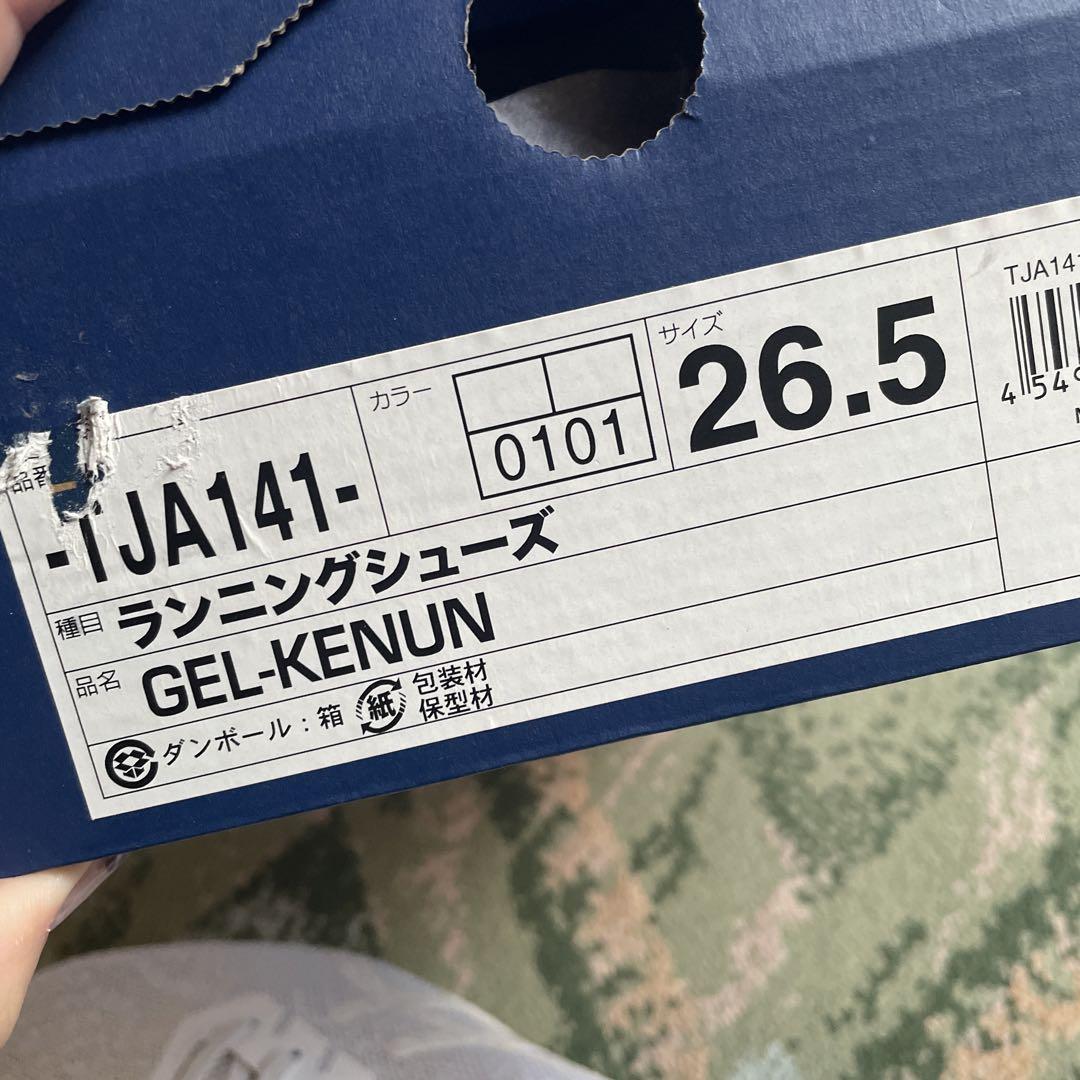 品番
-TJA141-
カラー
0101
サイズ
26.5
種目 ランニングシューズ
品名 GEL-KENUN
ダンボール：箱 紙 包装材
保型材
TJA141
4 549